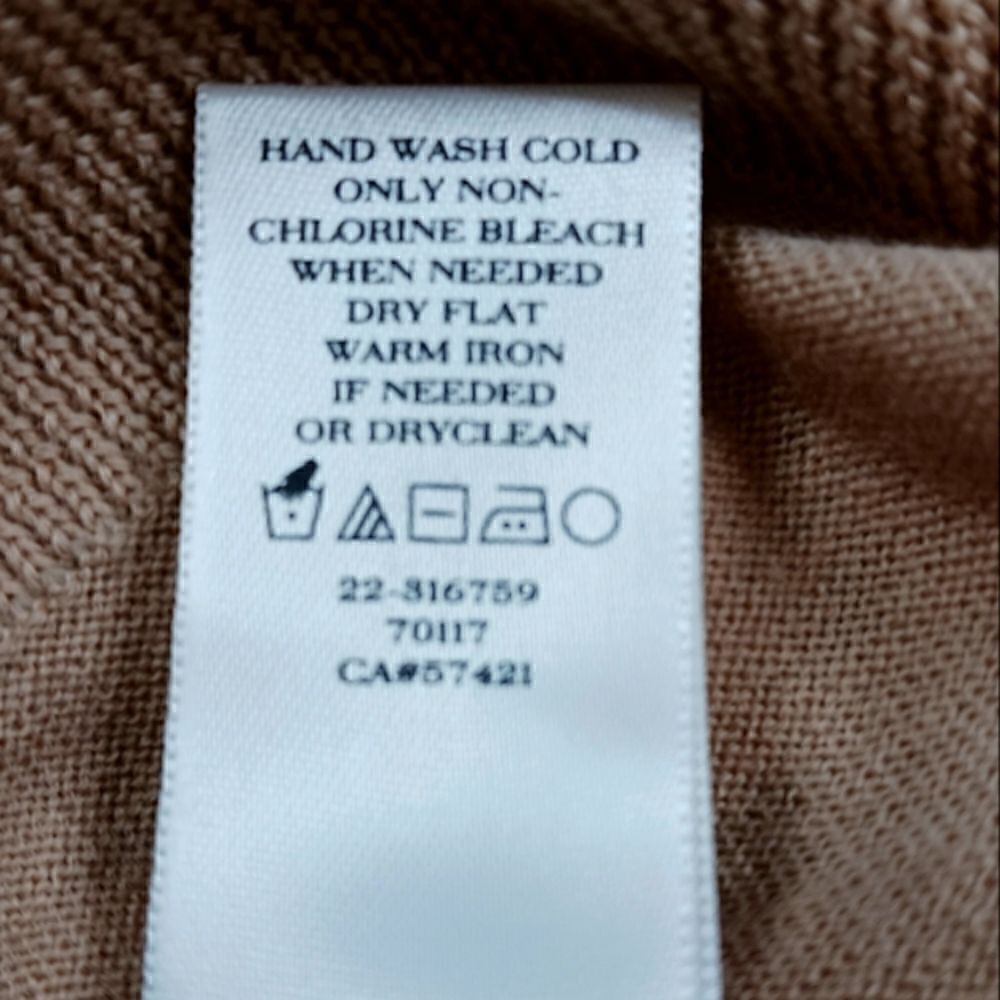 HAND WASH COLD
ONLY NON-
CHLORINE BLEACH
WHEN NEEDED
DRY FLAT
WARM IRON
IF NEEDED
OR DRYCLEAN
22-816759
70117
CA#57421